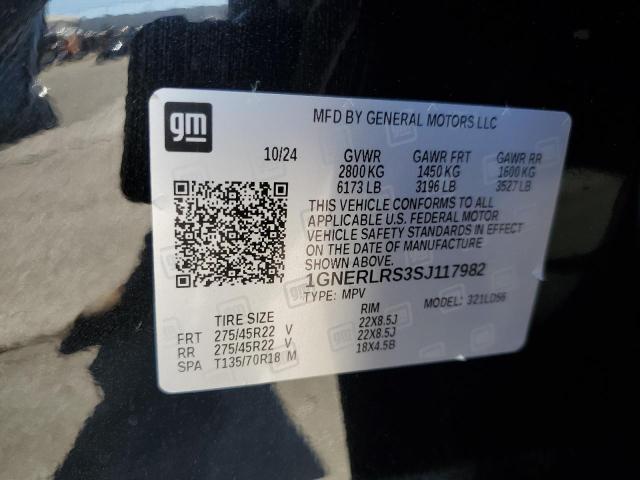 gm
MFD BY GENERAL MOTORS LLC
10/24 GVWR GAWR FRT GAWR RR
2800 KG 1450 KG 1600 KG
6173 LB 3196 LB 3527 LB
THIS VEHICLE CONFORMS TO ALL
APPLICABLE U.S. FEDERAL MOTOR
VEHICLE SAFETY STANDARDS IN EFFECT
ON THE DATE OF MANUFACTURE
SHOWN ABOVE.
1GNERLRS3SJ117982
TYPE: MPV MODEL: 321LD56
TIRE SIZE RIM
FRT 275/45R22 V 22X8.5J
RR 275/45R22 V 22X8.5J
SPA T135/70R18 M 18X4.5B